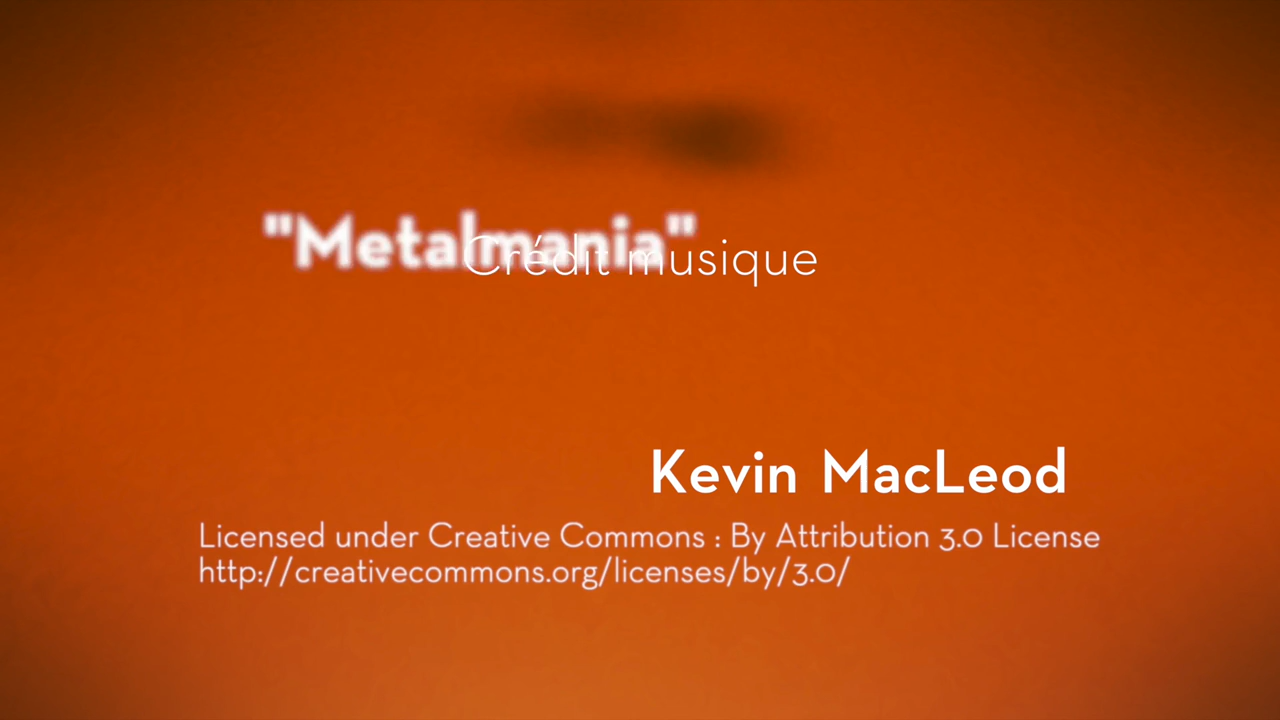 "Metalmania"
Crédit musique
Kevin MacLeod
Licensed under Creative Commons : By Attribution 3.0 License
http://creativecommons.org/licenses/by/3.0/